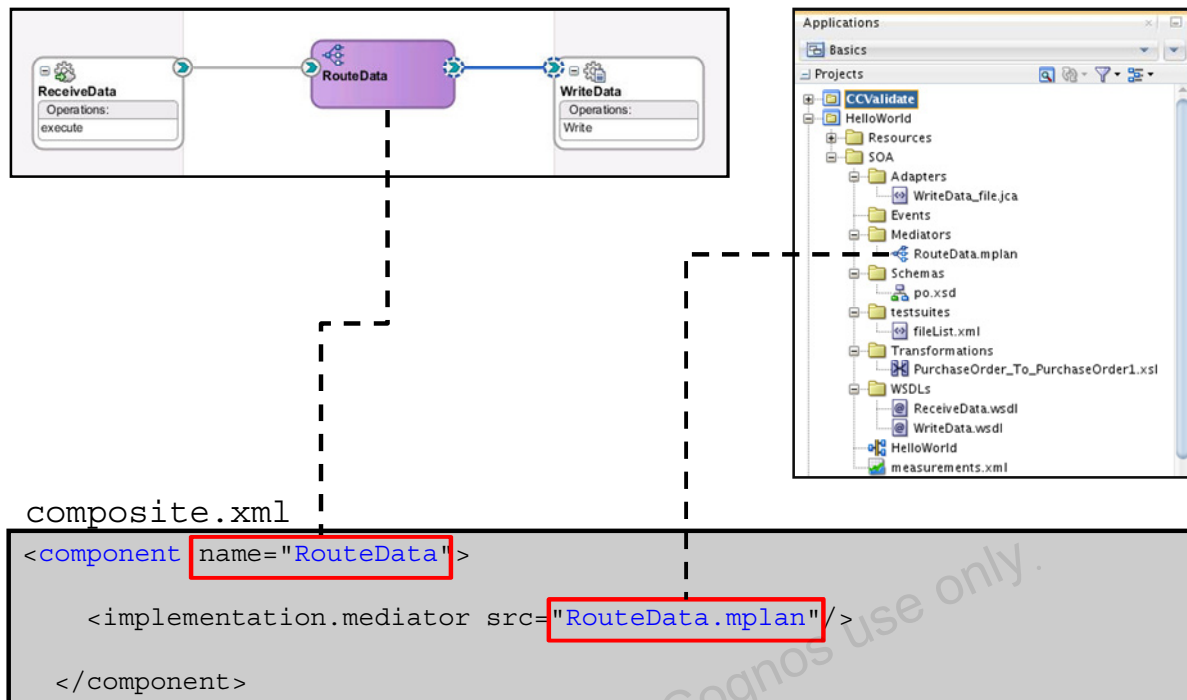 ReceiveData
Operations:
execute
RouteData
WriteData
Operations:
Write
Applications
Basics
Projects
CCValidate
HelloWorld
Resources
SOA
Adapters
WriteData_file.jca
Events
Mediators
RouteData.mplan
Schemas
po.xsd
testsuites
fileList.xml
Transformations
PurchaseOrder_To_PurchaseOrder1.xsl
WSDLs
ReceiveData.wsdl
WriteData.wsdl
HelloWorld
measurements.xml
composite.xml
<component name="RouteData">
<implementation.mediator src="RouteData.mplan"/>
</component>
Cognos use only.